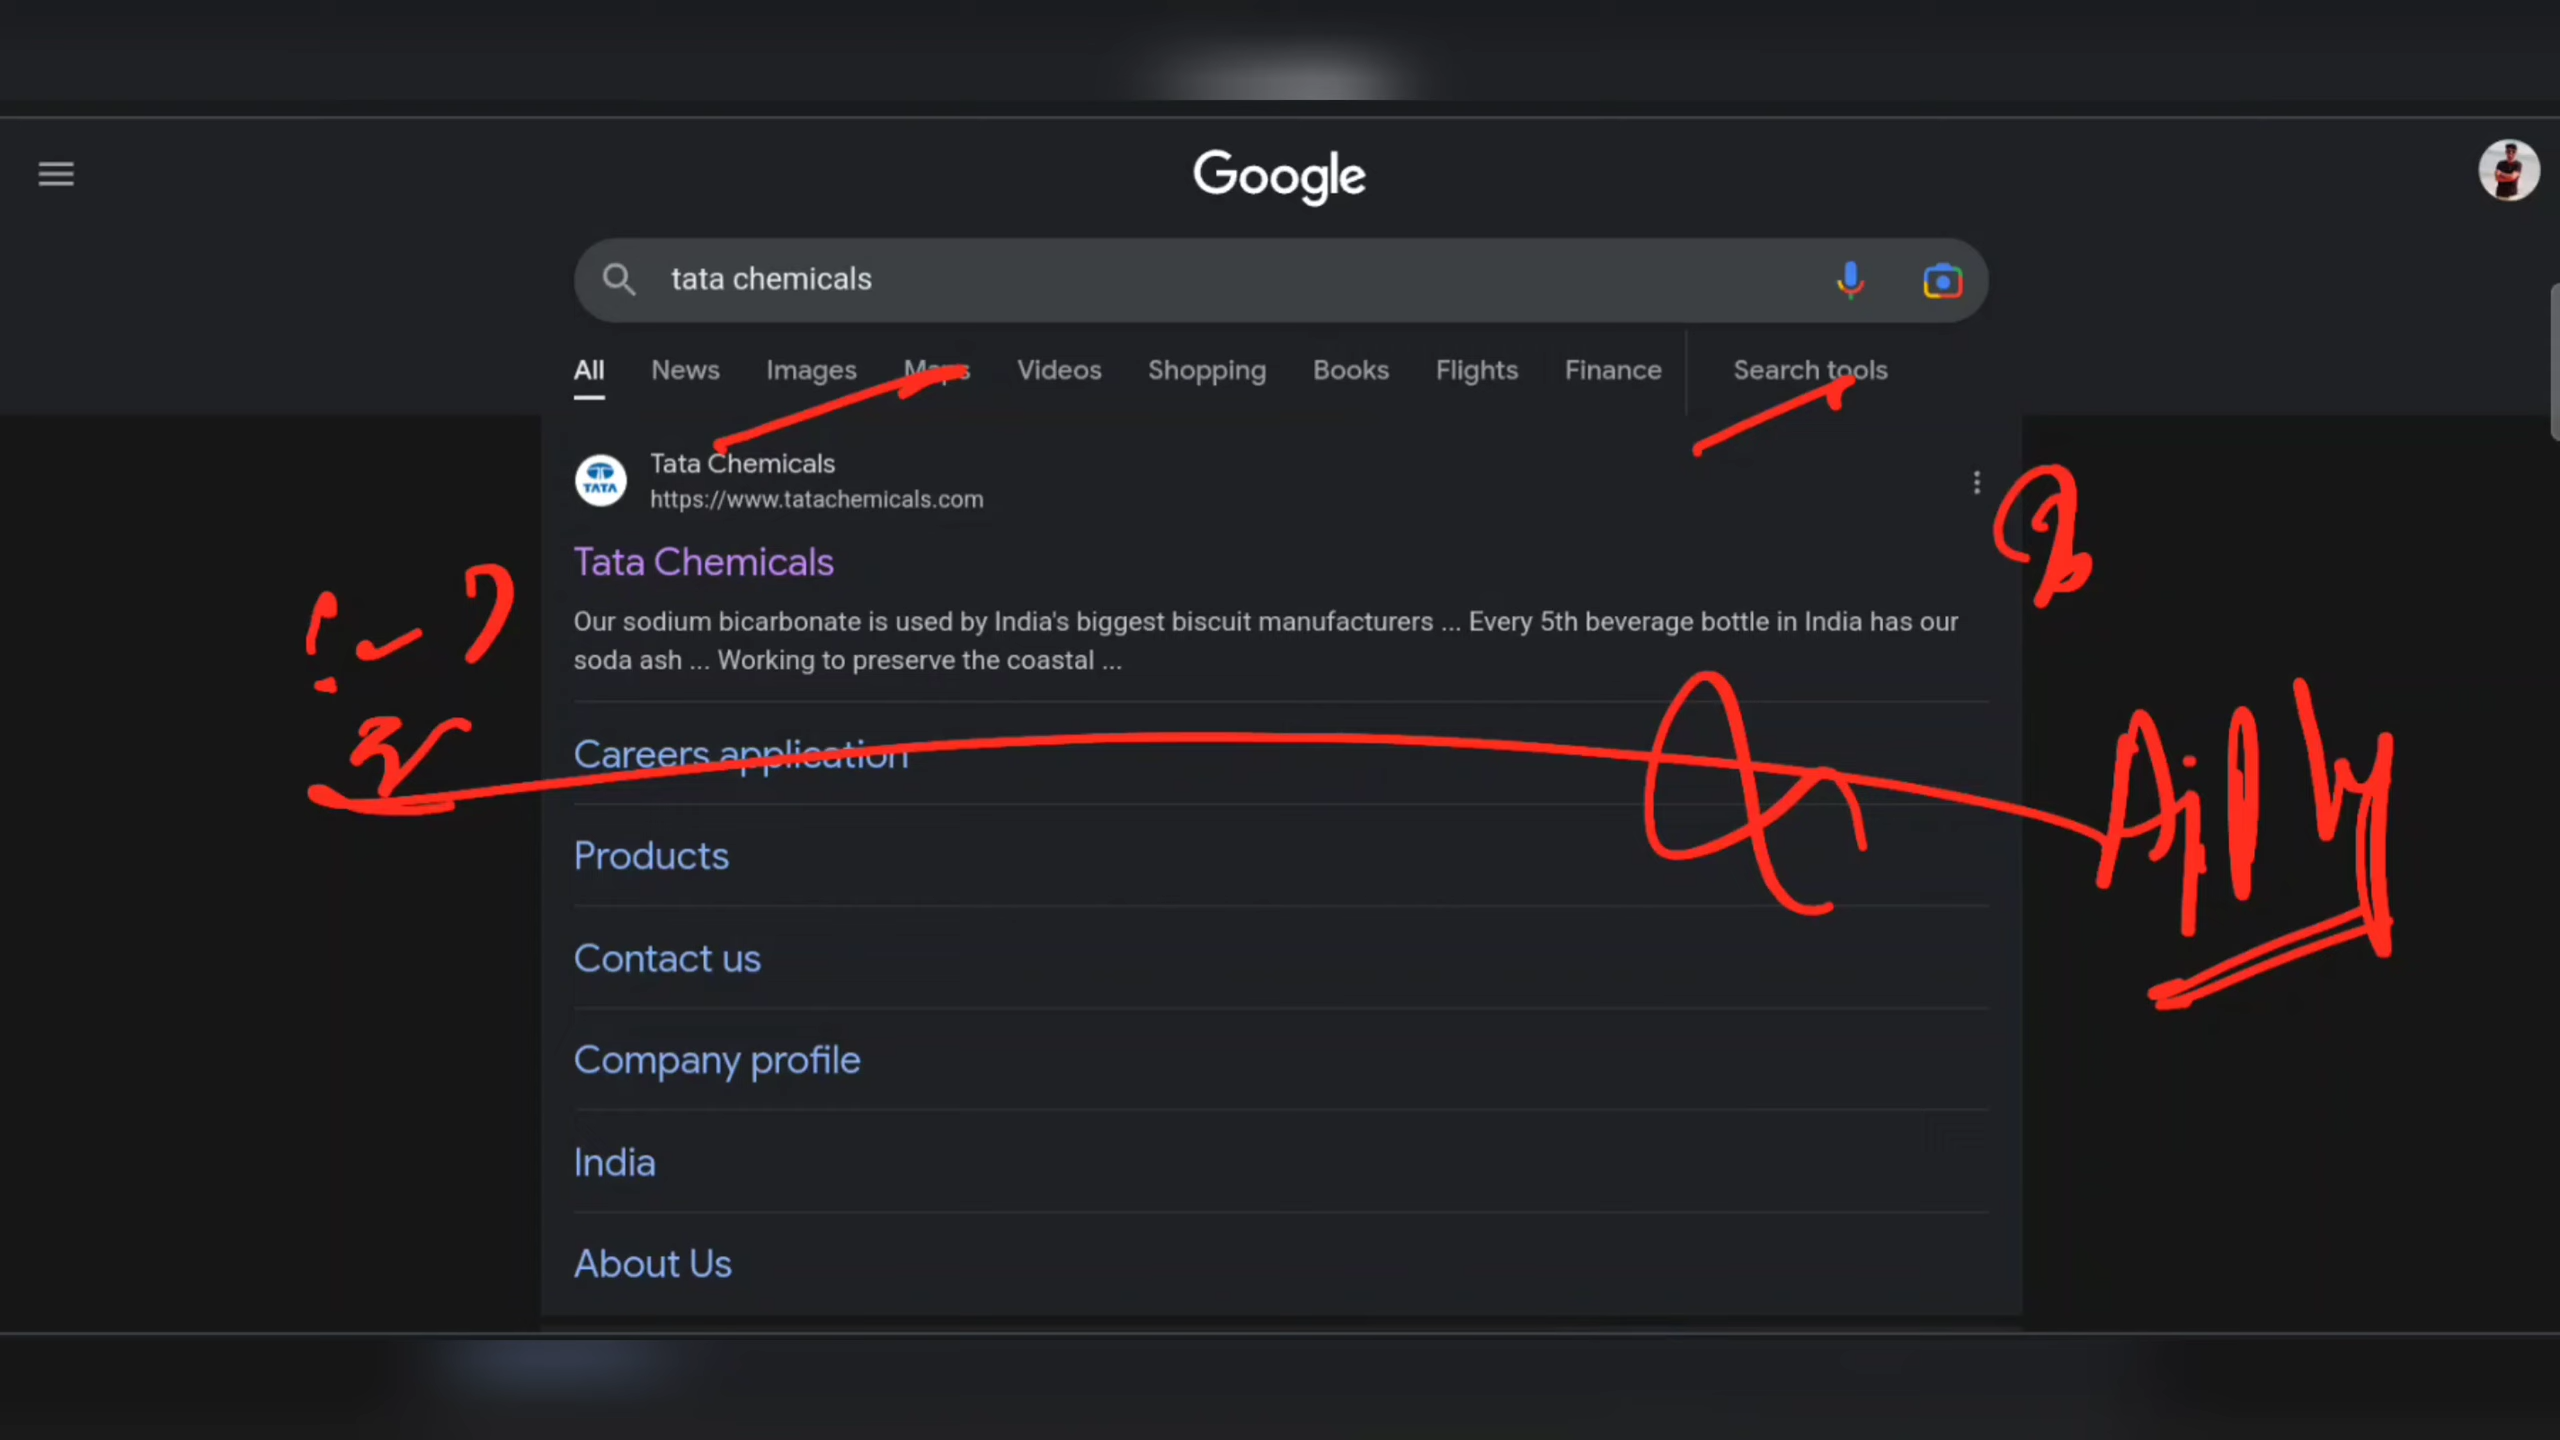 Google
tata chemicals
All News Images Maps Videos Shopping Books Flights Finance Search tools
TATA
Tata Chemicals
https://www.tatachemicals.com
Tata Chemicals
Our sodium bicarbonate is used by India's biggest biscuit manufacturers ... Every 5th beverage bottle in India has our
soda ash ... Working to preserve the coastal ...
Careers application
Products
Contact us
Company profile
India
About Us